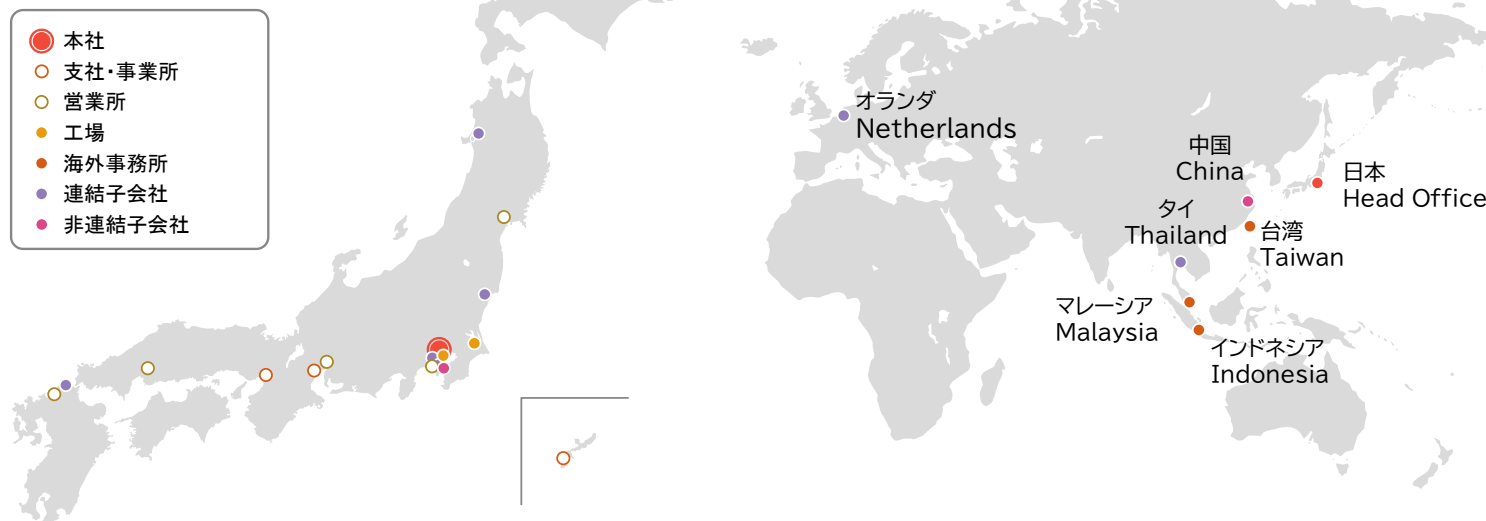 本社
支社・事業所
営業所
工場
海外事務所
連結子会社
非連結子会社
オランダ
Netherlands
中国
China
日本
Head Office
タイ
Thailand
台湾
Taiwan
マレーシア
Malaysia
インドネシア
Indonesia